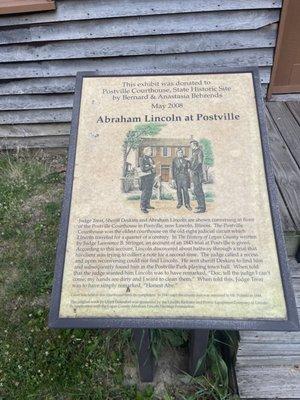 This exhibit was donated to
Postville Courthouse, State Historic Site
by Bernard & Anastasia Behrends
May 2008
Abraham Lincoln at Postville
Judge Treat, Sheriff Deskins and Abraham Lincoln are shown conversing in front
of the Postville Courthouse in Postville, now Lincoln, Illinois. The Postville
Courthouse was the oldest courthouse on the old eight judicial circuit which
Lincoln traveled for a quarter of a century. In The History of Logan County written
by Judge Lawrence B. Stringer, an account of an 1843 trial at Postville is given.
According to this account, Lincoln discovered about halfway through a trial that
his client was trying to collect a note for a second time. The judge called a recess
and upon reconvening could not find Lincoln. He sent sheriff Deskins to find him
and subsequently found him in the Postville Park playing town ball. When told
that the judge wanted him Lincoln was to have remarked, "Doc, tell the judge I can't
come; my hands are dirty and I came over to clean them." When told this, Judge Treat
was to have simply remarked, "Honest Abe."